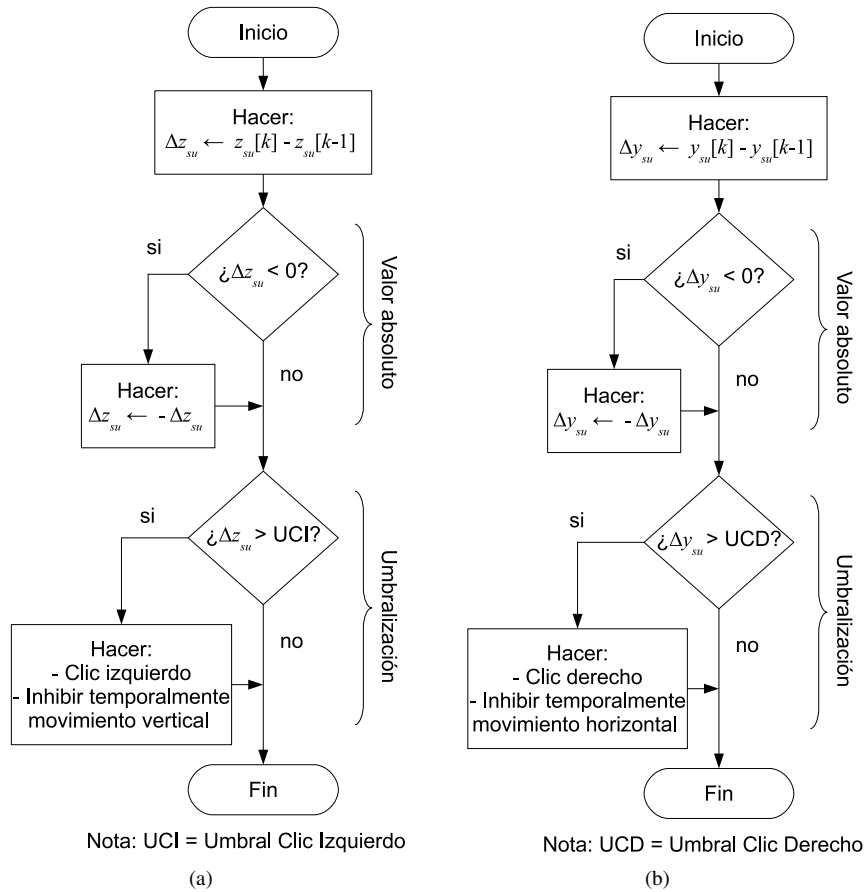 Inicio
Hacer:
Δz_su ← z_su[k] - z_su[k-1]
si
¿Δz_su < 0?
Valor absoluto
Hacer:
Δz_su ← - Δz_su
no
si
¿Δz_su > UCI?
Umbralización
Hacer:
- Clic izquierdo
- Inhibir temporalmente
movimiento vertical
no
Fin
Nota: UCI = Umbral Clic Izquierdo
(a)
Inicio
Hacer:
Δy_su ← y_su[k] - y_su[k-1]
si
¿Δy_su < 0?
Valor absoluto
Hacer:
Δy_su ← - Δy_su
no
si
¿Δy_su > UCD?
Umbralización
Hacer:
- Clic derecho
- Inhibir temporalmente
movimiento horizontal
no
Fin
Nota: UCD = Umbral Clic Derecho
(b)